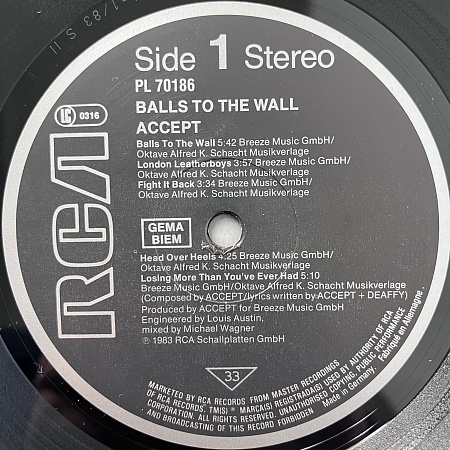 -1/83 S II
Side 1 Stereo
PL 70186
BALLS TO THE WALL
LC 0316
ACCEPT
Balls To The Wall 5:42 Breeze Music GmbH/
Oktave Alfred K. Schacht Musikverlage
London Leatherboys 3:57 Breeze Music GmbH/
Oktave Alfred K. Schacht Musikverlage
Fight It Back 3:34 Breeze Music GmbH/
Oktave Alfred K. Schacht Musikverlage
RCA
GEMA
BIEM
Head Over Heels 4:25 Breeze Music GmbH/
Oktave Alfred K. Schacht Musikverlage
Losing More Than You've Ever Had 5:10
Breeze Music GmbH/Oktave Alfred K. Schacht Musikverlage
(Composed by ACCEPT/lyrics written by ACCEPT + DEAFFY)
Produced by ACCEPT for Breeze Music GmbH
Engineered by Louis Austin,
mixed by Michael Wagner
℗ 1983 RCA Schallplatten GmbH
33
MARKETED BY RCA RECORDS FROM MASTER RECORDINGS OWNED BY OR LICENSED USED BY AUTHORITY OF RCA
CORPORATION. ALL RIGHTS RESERVED, UNAUTHORISED COPYING, PUBLIC PERFORMANCE
AND BROADCASTING OF THIS RECORD FORBIDDEN
Made in Germany.
Fabriqué en Allemagne.